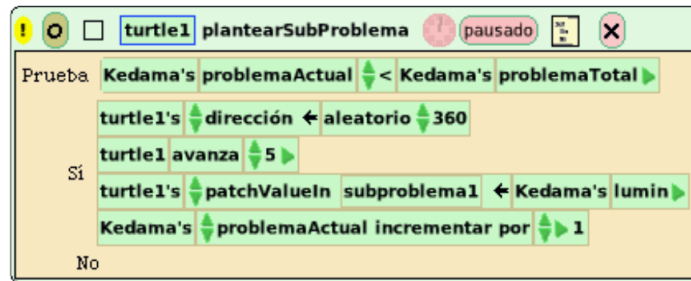 ! turtle1 plantearSubProblema pausado
Prueba Kedama's problemaActual < Kedama's problemaTotal
turtle1's dirección ← aleatorio 360
turtle1 avanza 5
Sí
turtle1's patchValueIn subproblema1 ← Kedama's lumin
Kedama's problemaActual incrementar por 1
No